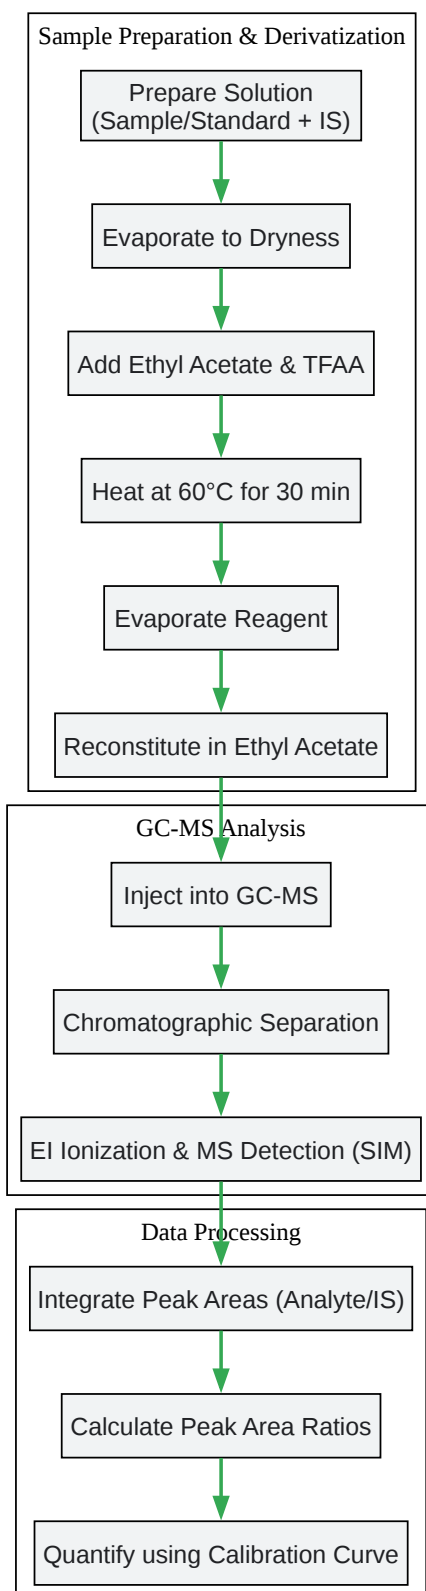 Sample Preparation & Derivatization
Prepare Solution
(Sample/Standard + IS)
Evaporate to Dryness
Add Ethyl Acetate & TFAA
Heat at 60°C for 30 min
Evaporate Reagent
Reconstitute in Ethyl Acetate
GC-MS Analysis
Inject into GC-MS
Chromatographic Separation
EI Ionization & MS Detection (SIM)
Data Processing
Integrate Peak Areas (Analyte/IS)
Calculate Peak Area Ratios
Quantify using Calibration Curve